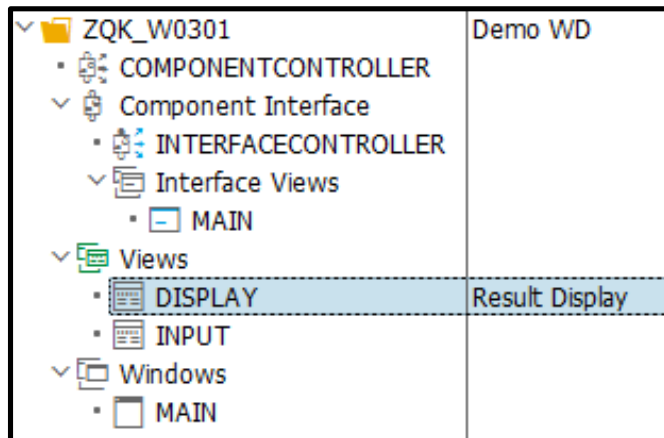 ZQK_W0301 Demo WD
COMPONENTCONTROLLER
Component Interface
INTERFACECONTROLLER
Interface Views
MAIN
Views
DISPLAY Result Display
INPUT
Windows
MAIN